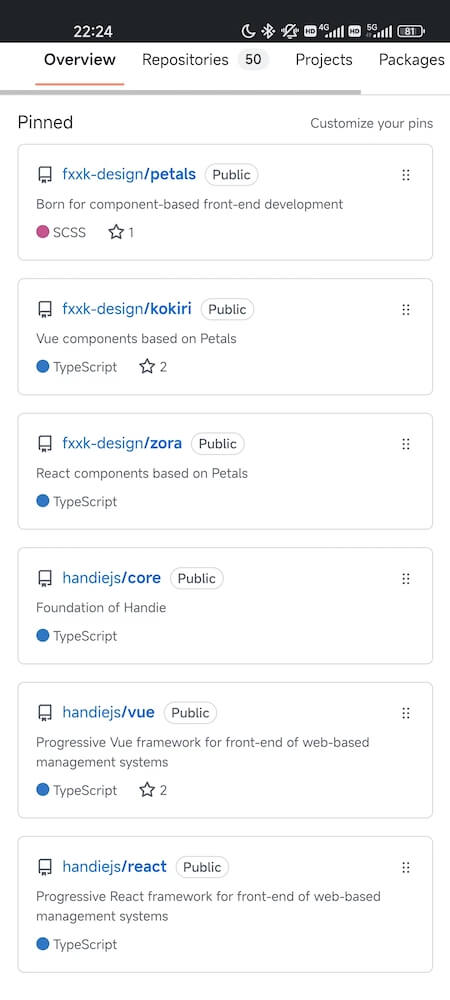 22:24
HD 4G HD 5G 81
Overview Repositories 50 Projects Packages
Pinned Customize your pins
fxxk-design/petals Public
Born for component-based front-end development
SCSS 1
fxxk-design/kokiri Public
Vue components based on Petals
TypeScript 2
fxxk-design/zora Public
React components based on Petals
TypeScript
handiejs/core Public
Foundation of Handie
TypeScript
handiejs/vue Public
Progressive Vue framework for front-end of web-based
management systems
TypeScript 2
handiejs/react Public
Progressive React framework for front-end of web-based
management systems
TypeScript